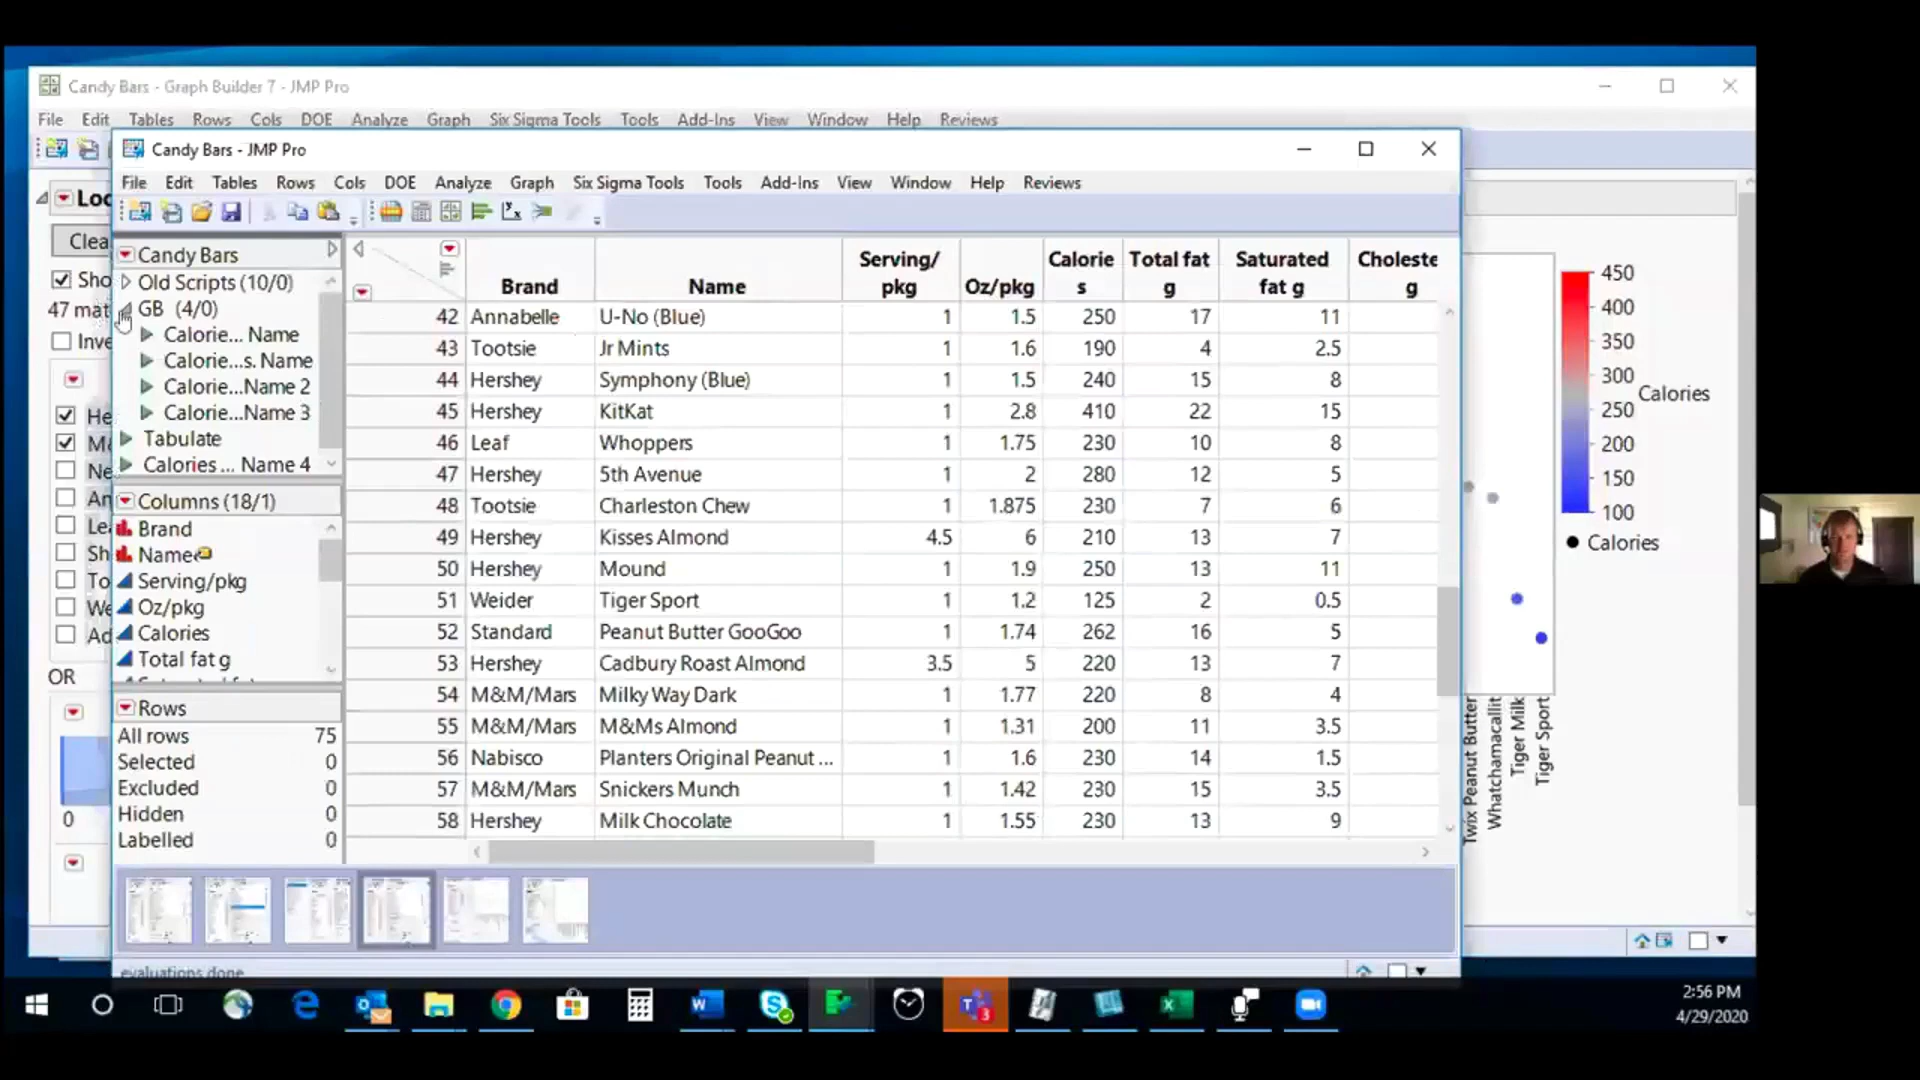 Candy Bars - Graph Builder 7 - JMP Pro
File Edit Tables Rows Cols DOE Analyze Graph Six Sigma Tools Tools Add-Ins View Window Help Reviews
Candy Bars - JMP Pro
File Edit Tables Rows Cols DOE Analyze Graph Six Sigma Tools Tools Add-Ins View Window Help Reviews
Loc
Clea
Sho
47 mat
Inve
He
M&
Ne
An
Lea
Sh
To
We
Ad
OR
0
Candy Bars
Old Scripts (10/0)
GB (4/0)
Calorie... Name
Calorie...s. Name
Calorie...Name 2
Calorie...Name 3
Tabulate
Calories ... Name 4
Columns (18/1)
Brand
Name
Serving/pkg
Oz/pkg
Calories
Total fat g
Rows
All rows 75
Selected 0
Excluded 0
Hidden 0
Labelled 0
Brand Name Serving/pkg Oz/pkg Calories Total fat g Saturated fat g Choleste g
42 Annabelle U-No (Blue) 1 1.5 250 17 11
43 Tootsie Jr Mints 1 1.6 190 4 2.5
44 Hershey Symphony (Blue) 1 1.5 240 15 8
45 Hershey KitKat 1 2.8 410 22 15
46 Leaf Whoppers 1 1.75 230 10 8
47 Hershey 5th Avenue 1 2 280 12 5
48 Tootsie Charleston Chew 1 1.875 230 7 6
49 Hershey Kisses Almond 4.5 6 210 13 7
50 Hershey Mound 1 1.9 250 13 11
51 Weider Tiger Sport 1 1.2 125 2 0.5
52 Standard Peanut Butter GooGoo 1 1.74 262 16 5
53 Hershey Cadbury Roast Almond 3.5 5 220 13 7
54 M&M/Mars Milky Way Dark 1 1.77 220 8 4
55 M&M/Mars M&Ms Almond 1 1.31 200 11 3.5
56 Nabisco Planters Original Peanut ... 1 1.6 230 14 1.5
57 M&M/Mars Snickers Munch 1 1.42 230 15 3.5
58 Hershey Milk Chocolate 1 1.55 230 13 9
evaluations done
450
400
350
300
250
200
150
100
Calories
Calories
Twix Peanut Butter
Whatchamacallit
Tiger Milk
Tiger Sport
2:56 PM
4/29/2020